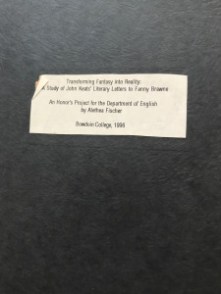 Transforming Fantasy into Reality:
Study of John Keats' Literary Letters to Fanny Brawne
An Honor's Project for the Department of English
by Alethea Fischer
Bowdoin College,